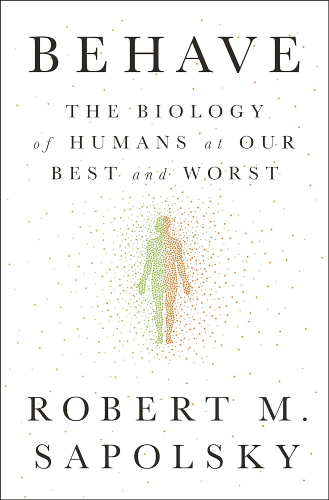 BEHAVE
THE BIOLOGY
of HUMANS at OUR
BEST and WORST
ROBERT M.
SAPOLSKY